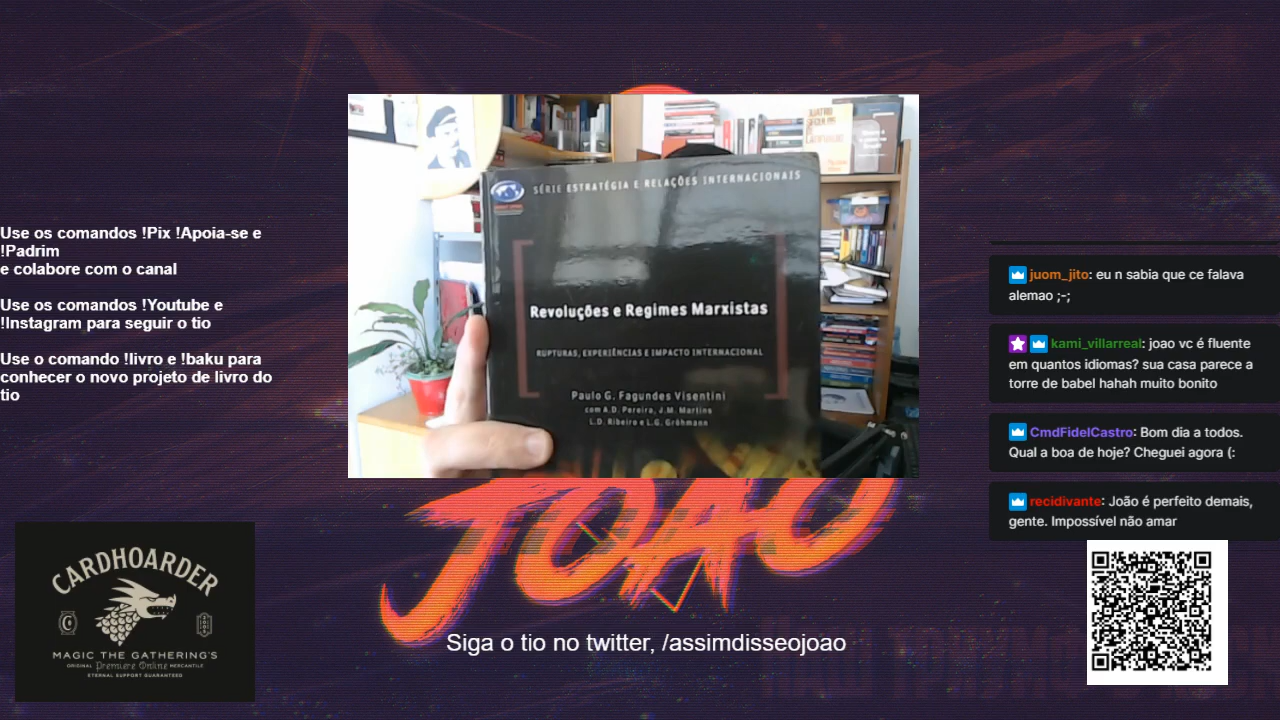 Use os comandos !Pix !Apoia-se e
!Padrim
e colabore com o canal
Use os comandos !Youtube e
!Instagram para seguir o tio
Use o comando !livro e !baku para
conhecer o novo projeto de livro do
tio
SÉRIE ESTRATÉGIA E RELAÇÕES INTERNACIONAIS
Revoluções e Regimes Marxistas
RUPTURAS, EXPERIÊNCIAS E IMPACTO INTERNACIONAL
Paulo G. Fagundes Visentini
com A.D. Pereira, J.M. Martins
L.D. Ribeiro e L.G. Gröhmann
juom_jito: eu n sabia que ce falava
alemao ;-;
kami_villarreal: joao vc é fluente
em quantos idiomas? sua casa parece a
torre de babel hahah muito bonito
CmdFidelCastro: Bom dia a todos.
Qual a boa de hoje? Cheguei agora (:
recidivante: João é perfeito demais,
gente. Impossível não amar
JOÃO
Siga o tio no twitter, /assimdisseojoao
CARDHOARDER
MAGIC THE GATHERING'S
ORIGINAL Premiere Online MERCANTILE
ETERNAL SUPPORT GUARANTEED